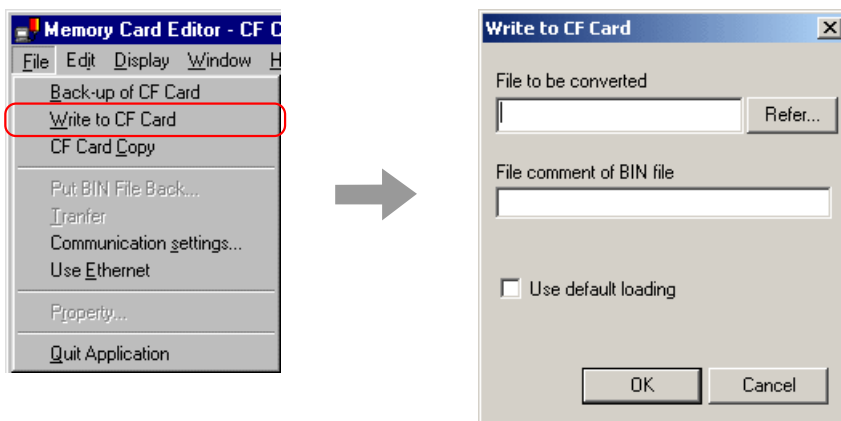 Memory Card Editor - CF C
File Edit Display Window H
Back-up of CF Card
Write to CF Card
CF Card Copy
Put BIN File Back...
Tranfer
Communication settings...
Use Ethernet
Property...
Quit Application
Write to CF Card
File to be converted
Refer...
File comment of BIN file
Use default loading
OK Cancel